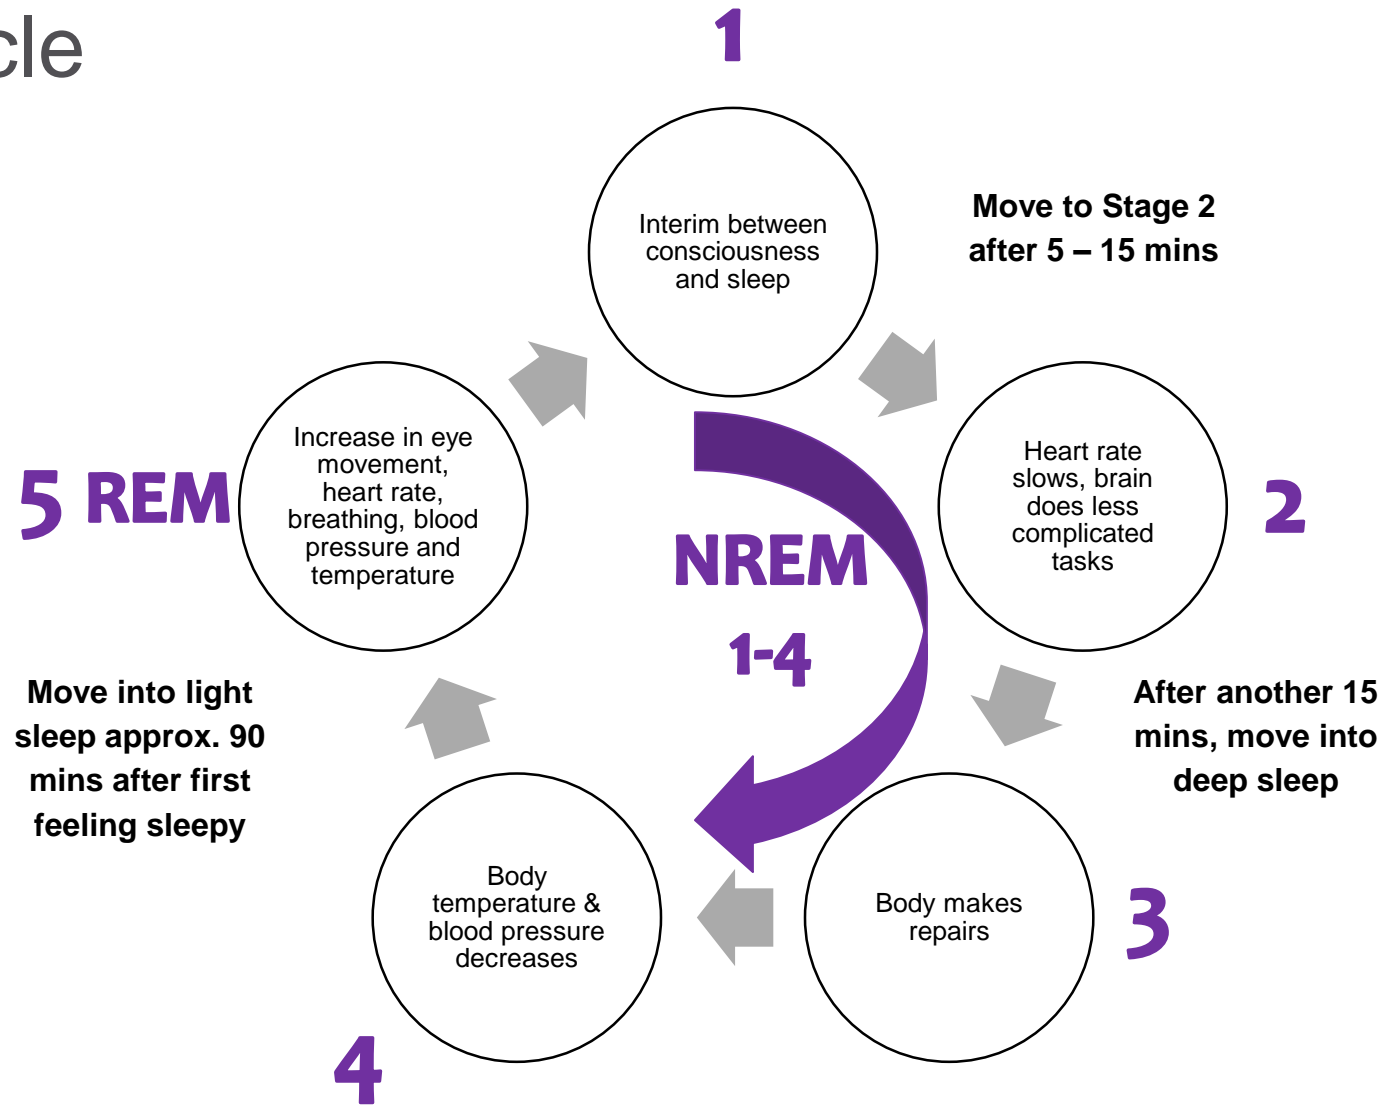 cle
1
Interim between
consciousness
and sleep
Move to Stage 2
after 5 – 15 mins
Heart rate
slows, brain
does less
complicated
tasks
2
After another 15
mins, move into
deep sleep
Body makes
repairs
3
Body
temperature &
blood pressure
decreases
4
Move into light
sleep approx. 90
mins after first
feeling sleepy
5 REM
Increase in eye
movement,
heart rate,
breathing, blood
pressure and
temperature
NREM
1-4